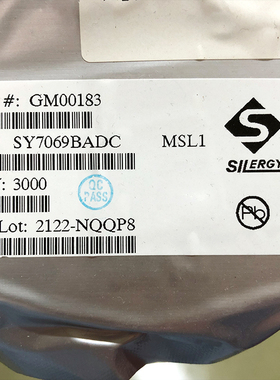 #: GM00183
SY7069BADC
MSL1
SILERGY
: 3000
QC
PASS
Lot: 2122-NQQP8
Pb